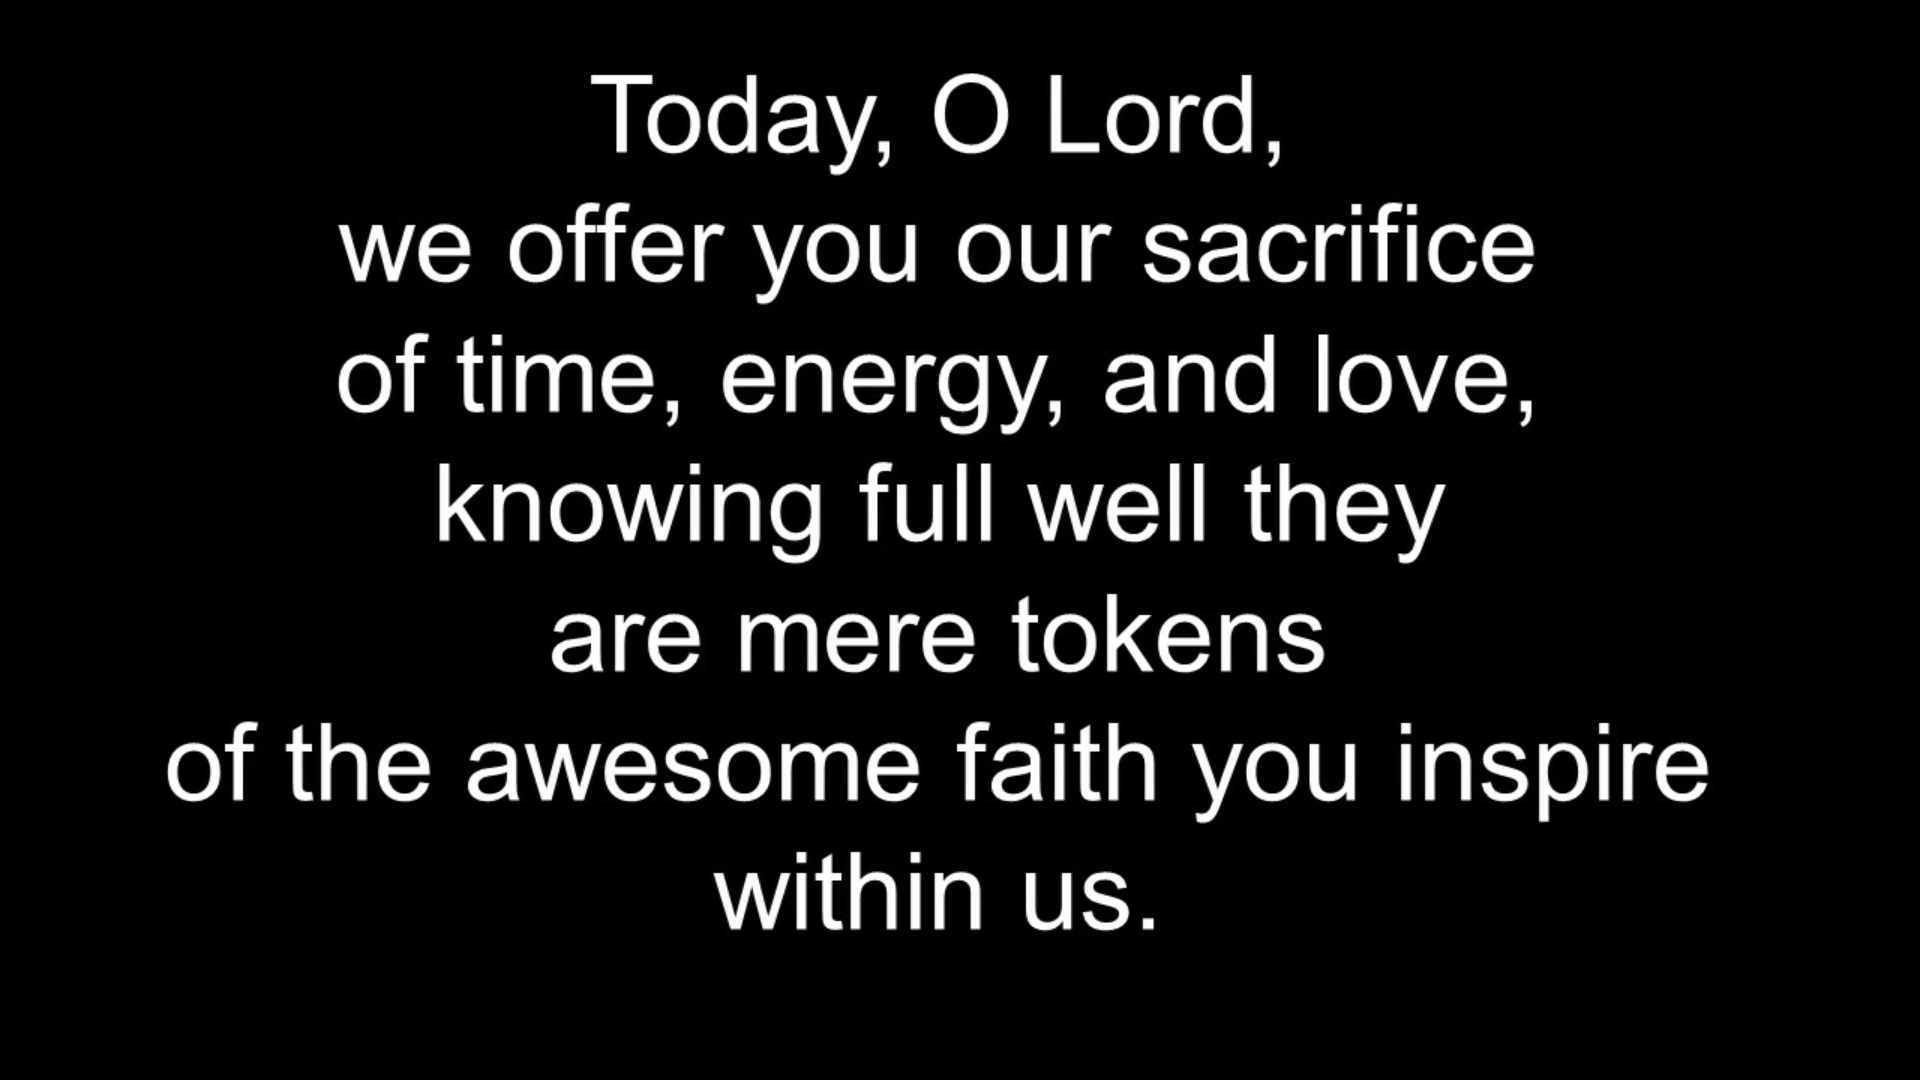 Today, O Lord,
we offer you our sacrifice
of time, energy, and love,
knowing full well they
are mere tokens
of the awesome faith you inspire
within us.